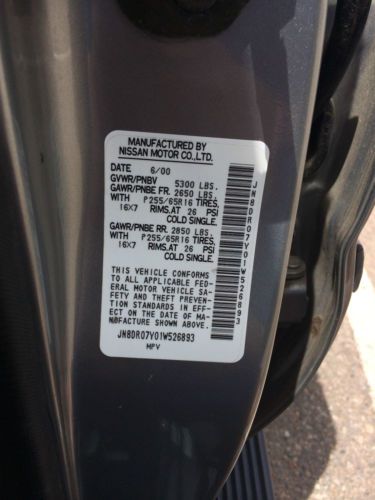 MANUFACTURED BY
NISSAN MOTOR CO.,LTD.
DATE 6/00
GVWR/PNBV 5300 LBS.
GAWR/PNBE FR. 2650 LBS.
WITH P255/65R16 TIRES,
16X7 RIMS,AT 26 PSI
COLD SINGLE.
GAWR/PNBE RR. 2850 LBS.
WITH P255/65R16 TIRES,
16X7 RIMS,AT 26 PSI
COLD SINGLE.
THIS VEHICLE CONFORMS
TO ALL APPLICABLE FED-
ERAL MOTOR VEHICLE SA-
FETY AND THEFT PREVEN-
TION STANDARDS IN EFF-
ECT ON THE DATE OF MA-
NUFACTURE SHOWN ABOVE.
JN8DR07Y01W526893
MPV
JN8DR07Y01W526893